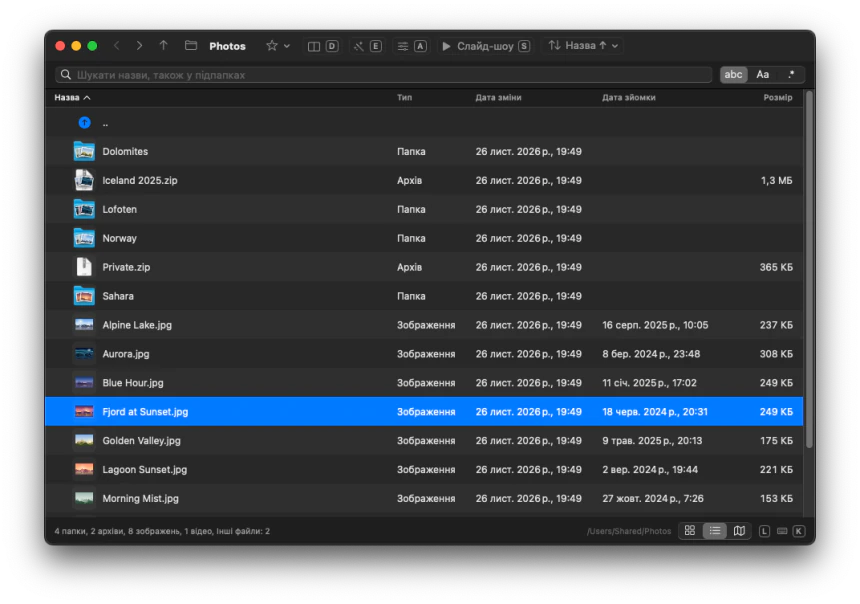 Photos D E A Слайд-шоу S Назва
Шукати назви, також у підпапках abc Aa .*
Назва Тип Дата зміни Дата зйомки Розмір
..
Dolomites Папка 26 лист. 2026 р., 19:49
Iceland 2025.zip Архів 26 лист. 2026 р., 19:49 1,3 МБ
Lofoten Папка 26 лист. 2026 р., 19:49
Norway Папка 26 лист. 2026 р., 19:49
Private.zip Архів 26 лист. 2026 р., 19:49 365 КБ
Sahara Папка 26 лист. 2026 р., 19:49
Alpine Lake.jpg Зображення 26 лист. 2026 р., 19:49 16 серп. 2025 р., 10:05 237 КБ
Aurora.jpg Зображення 26 лист. 2026 р., 19:49 8 бер. 2024 р., 23:48 308 КБ
Blue Hour.jpg Зображення 26 лист. 2026 р., 19:49 11 січ. 2025 р., 17:02 249 КБ
Fjord at Sunset.jpg Зображення 26 лист. 2026 р., 19:49 18 черв. 2024 р., 20:31 249 КБ
Golden Valley.jpg Зображення 26 лист. 2026 р., 19:49 9 трав. 2025 р., 20:13 175 КБ
Lagoon Sunset.jpg Зображення 26 лист. 2026 р., 19:49 2 вер. 2024 р., 19:44 221 КБ
Morning Mist.jpg Зображення 26 лист. 2026 р., 19:49 27 жовт. 2024 р., 7:26 153 КБ
4 папки, 2 архіви, 8 зображень, 1 відео, Інші файли: 2 /Users/Shared/Photos L K